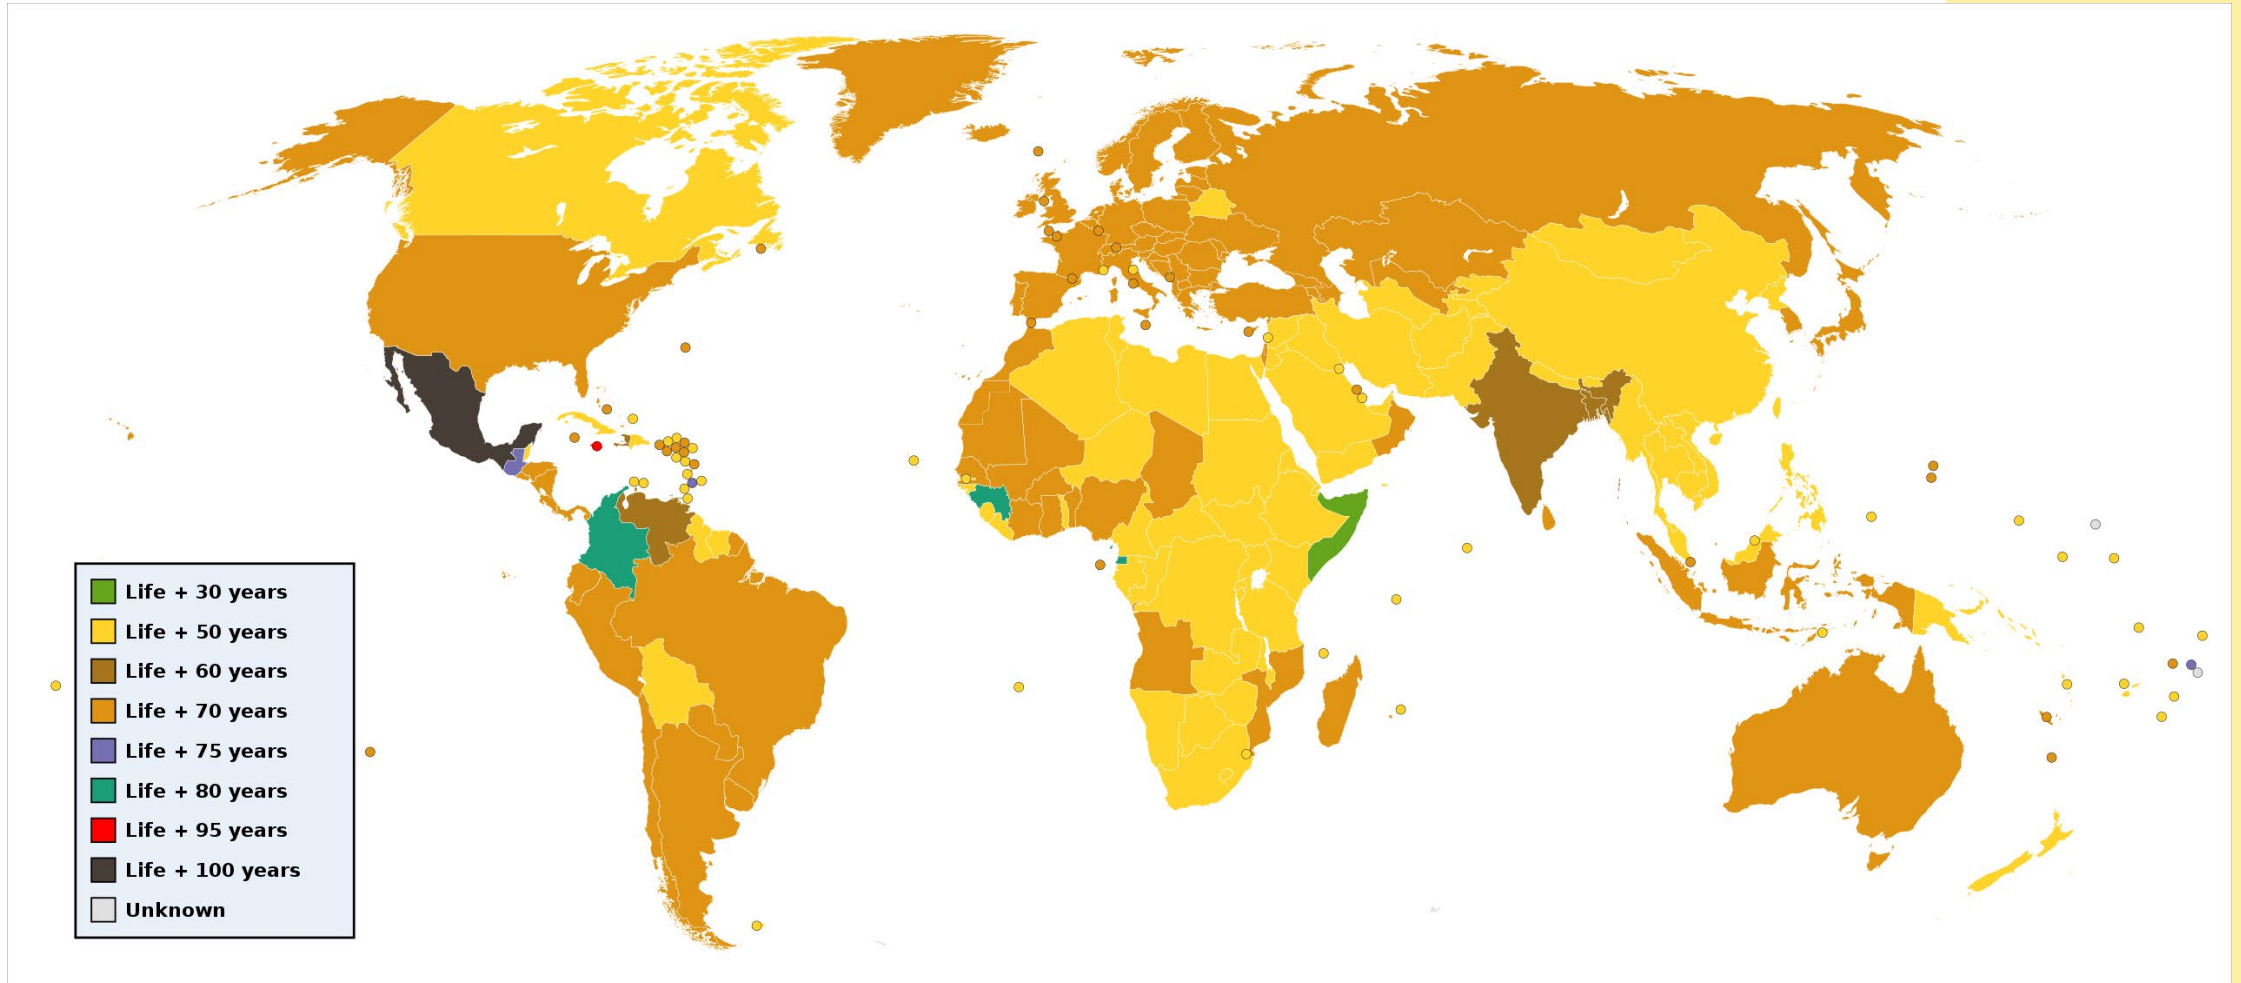 Life + 30 years
Life + 50 years
Life + 60 years
Life + 70 years
Life + 75 years
Life + 80 years
Life + 95 years
Life + 100 years
Unknown